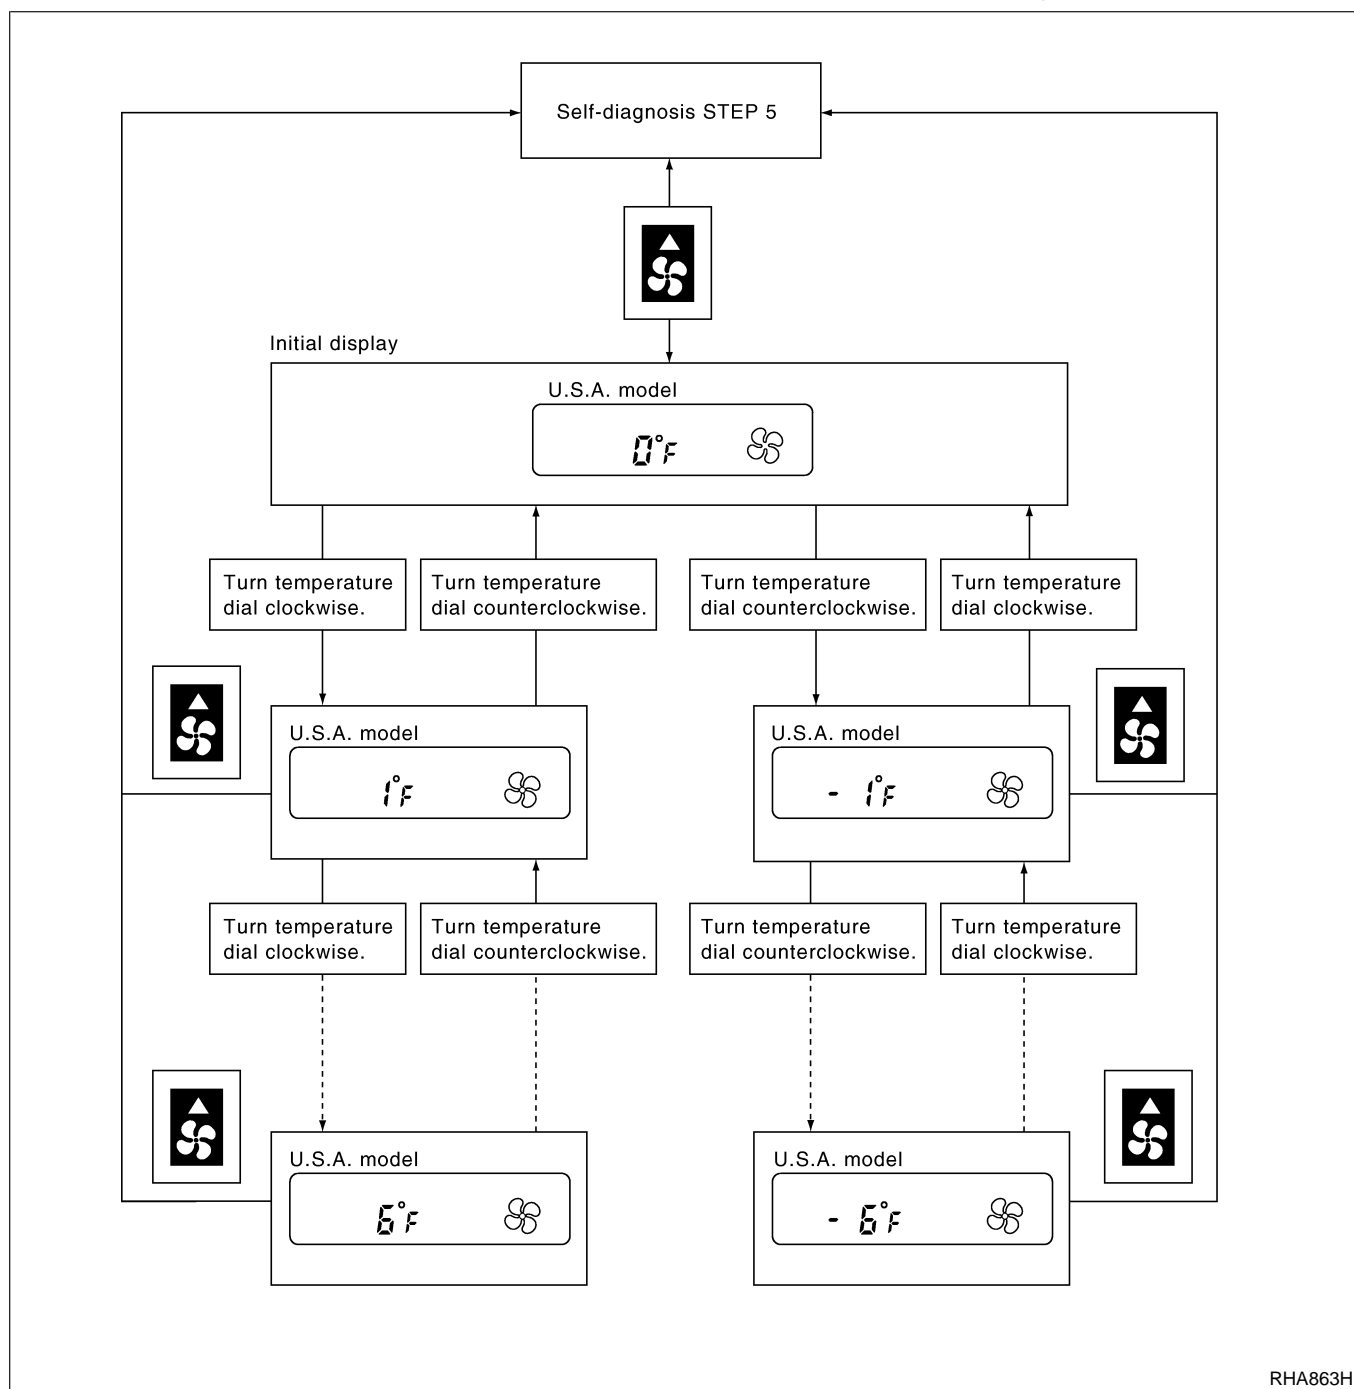 Self-diagnosis STEP 5
Initial display
U.S.A. model
0°F
Turn temperature
dial clockwise.
Turn temperature
dial counterclockwise.
Turn temperature
dial counterclockwise.
Turn temperature
dial clockwise.
U.S.A. model
1°F
U.S.A. model
- 1°F
Turn temperature
dial clockwise.
Turn temperature
dial counterclockwise.
Turn temperature
dial counterclockwise.
Turn temperature
dial clockwise.
U.S.A. model
6°F
U.S.A. model
- 6°F
RHA863H